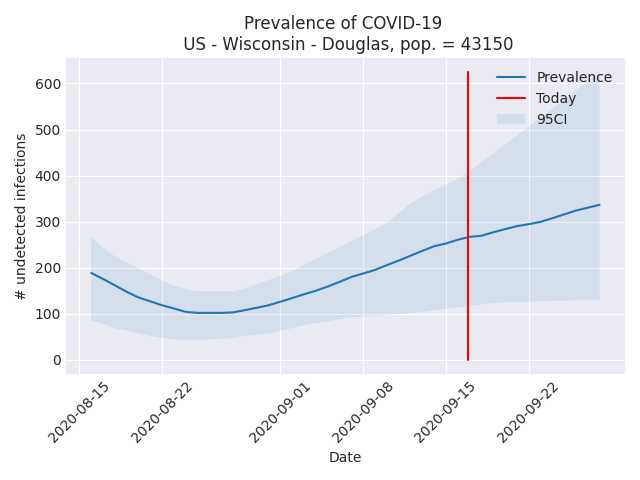 Prevalence of COVID-19
US - Wisconsin - Douglas, pop. = 43150
Prevalence
Today
95CI
# undetected infections
600
500
400
300
200
100
0
2020-08-15
2020-08-22
2020-09-01
2020-09-08
2020-09-15
2020-09-22
Date